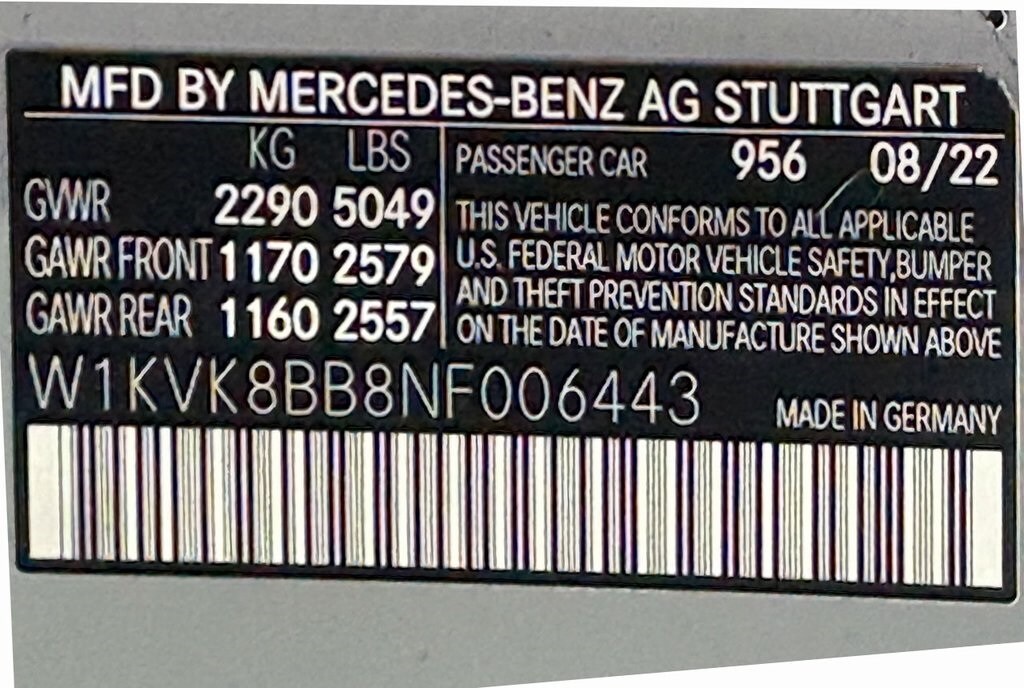 MFD BY MERCEDES-BENZ AG STUTTGART
KG LBS
GVWR 2290 5049
GAWR FRONT 1170 2579
GAWR REAR 1160 2557
PASSENGER CAR 956 08/22
THIS VEHICLE CONFORMS TO ALL APPLICABLE
U.S. FEDERAL MOTOR VEHICLE SAFETY,BUMPER
AND THEFT PREVENTION STANDARDS IN EFFECT
ON THE DATE OF MANUFACTURE SHOWN ABOVE
W1KVK8BB8NF006443
MADE IN GERMANY